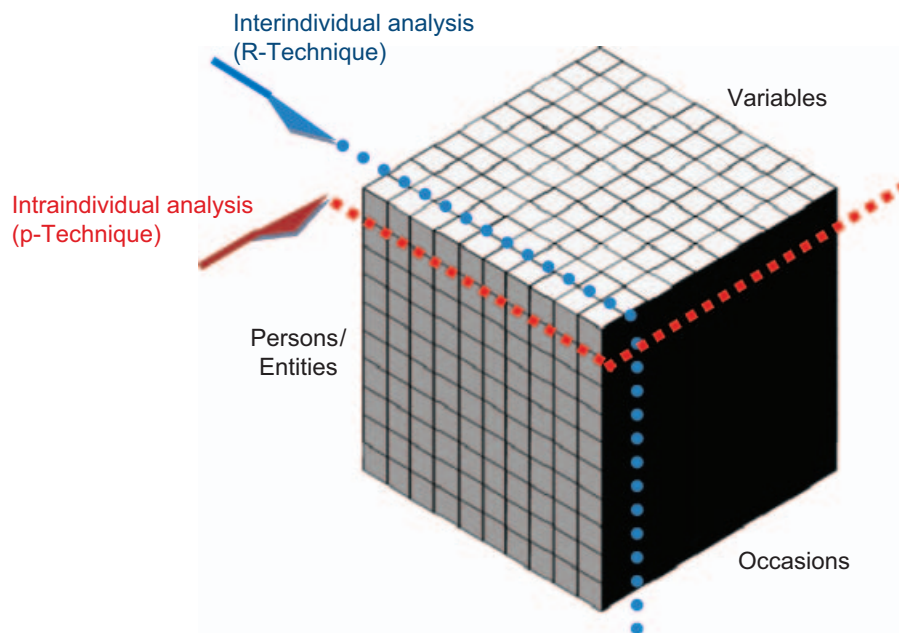 Interindividual analysis
(R-Technique)
Variables
Intraindividual analysis
(p-Technique)
Persons/
Entities
Occasions